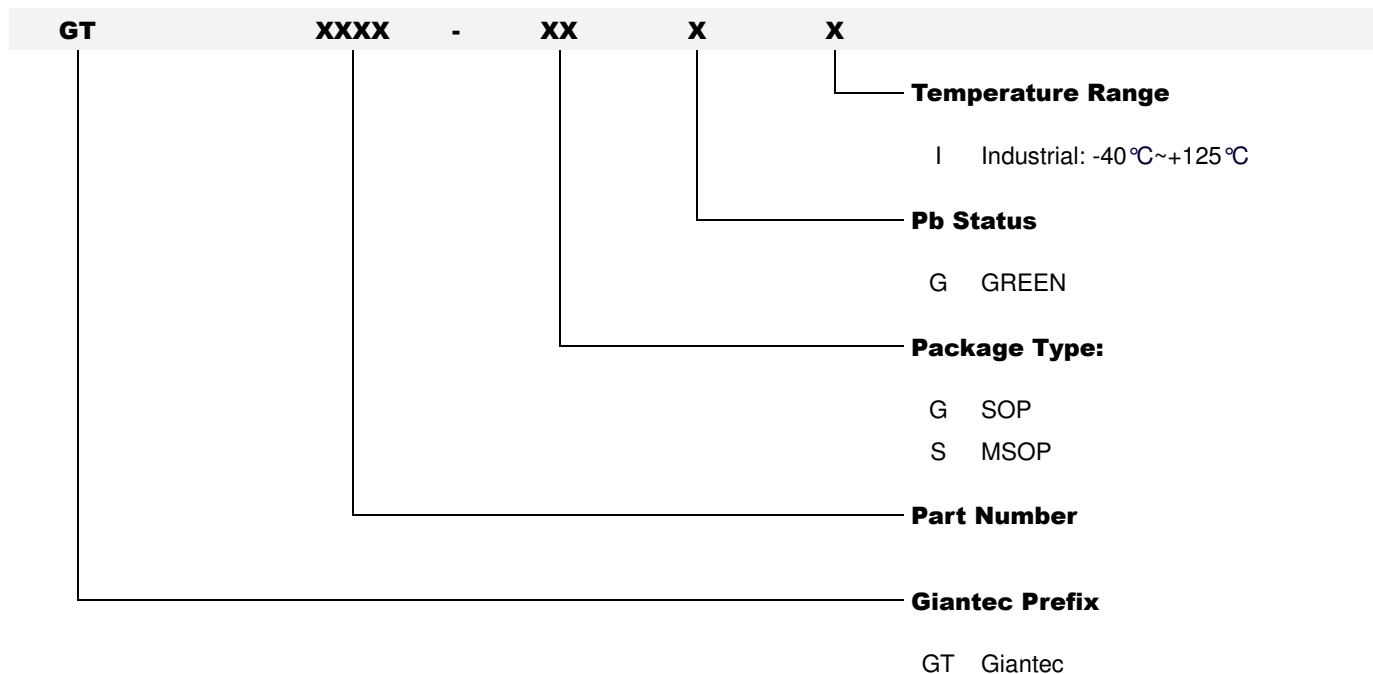 GT XXXX - XX X X
Temperature Range
I Industrial: -40℃~+125℃
Pb Status
G GREEN
Package Type:
G SOP
S MSOP
Part Number
Giantec Prefix
GT Giantec